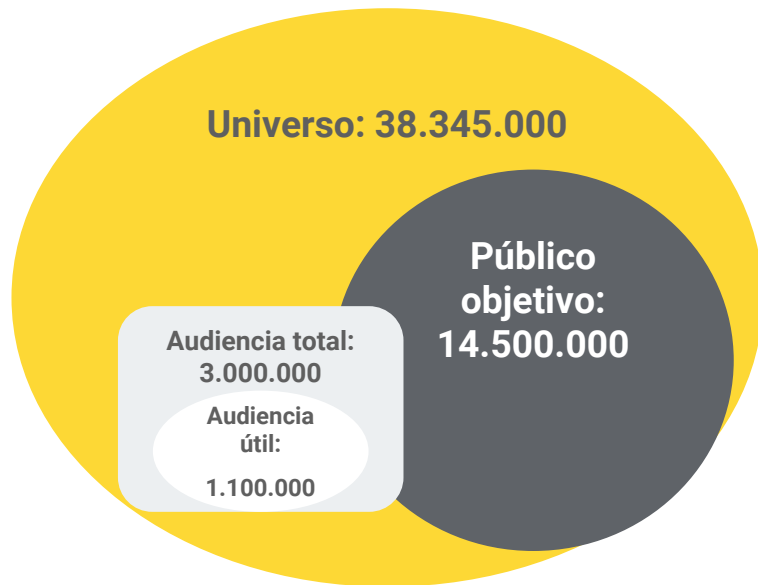 Universo: 38.345.000
Público
objetivo:
14.500.000
Audiencia total:
3.000.000
Audiencia
útil:
1.100.000